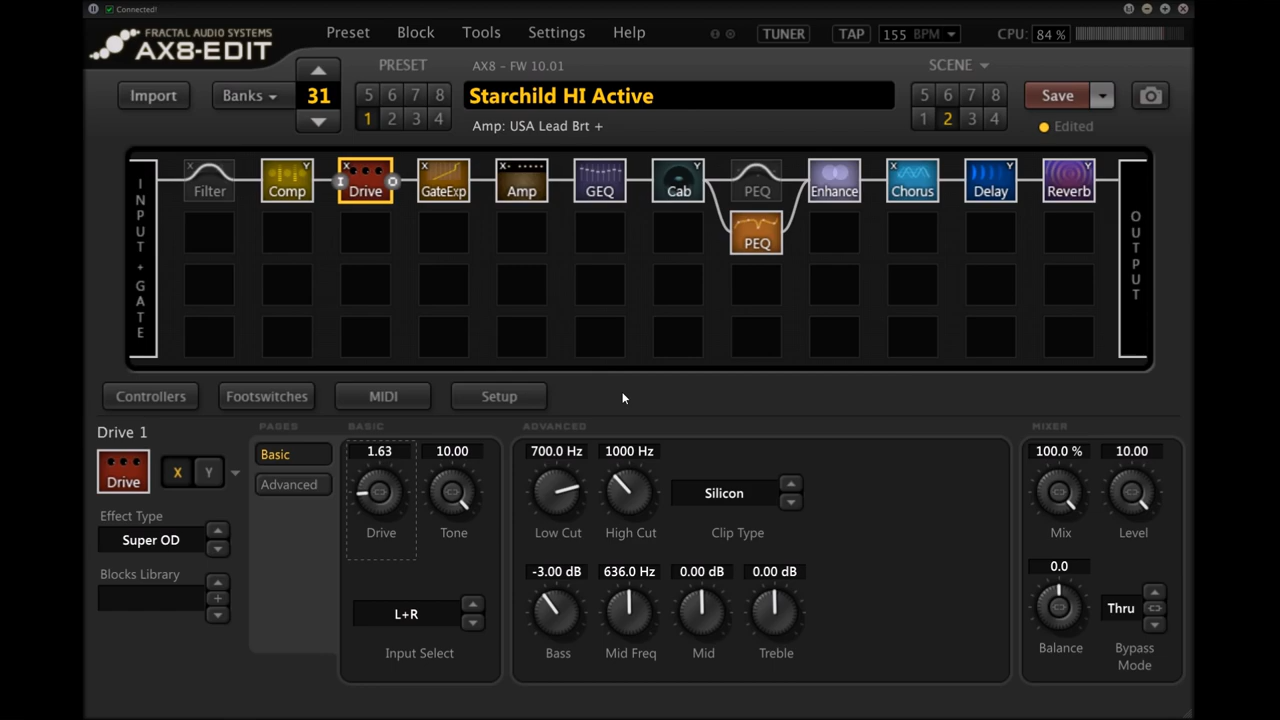 Connected!
FRACTAL AUDIO SYSTEMS
AX8-EDIT
Preset Block Tools Settings Help
TUNER TAP 155 BPM CPU: 84 %
PRESET
AX8 - FW 10.01
SCENE
Import Banks 31
5 6 7 8
1 2 3 4
Starchild HI Active
Amp: USA Lead Brt +
5 6 7 8
1 2 3 4
Save
Edited
INPUT + GATE
Filter
Y Comp
X Drive
I O
X GateExp
X Amp
GEQ
Y Cab
PEQ
Enhance
X Chorus
Y Delay
Y Reverb
PEQ
OUTPUT
Controllers Footswitches MIDI Setup
Drive 1
PAGES BASIC ADVANCED MIXER
Drive
X Y
Basic
Advanced
1.63 10.00
Drive Tone
700.0 Hz 1000 Hz
Low Cut High Cut
Silicon
Clip Type
100.0 % 10.00
Mix Level
Effect Type
Super OD
Blocks Library
L+R
Input Select
-3.00 dB 636.0 Hz 0.00 dB 0.00 dB
Bass Mid Freq Mid Treble
0.0
Balance
Thru
Bypass
Mode